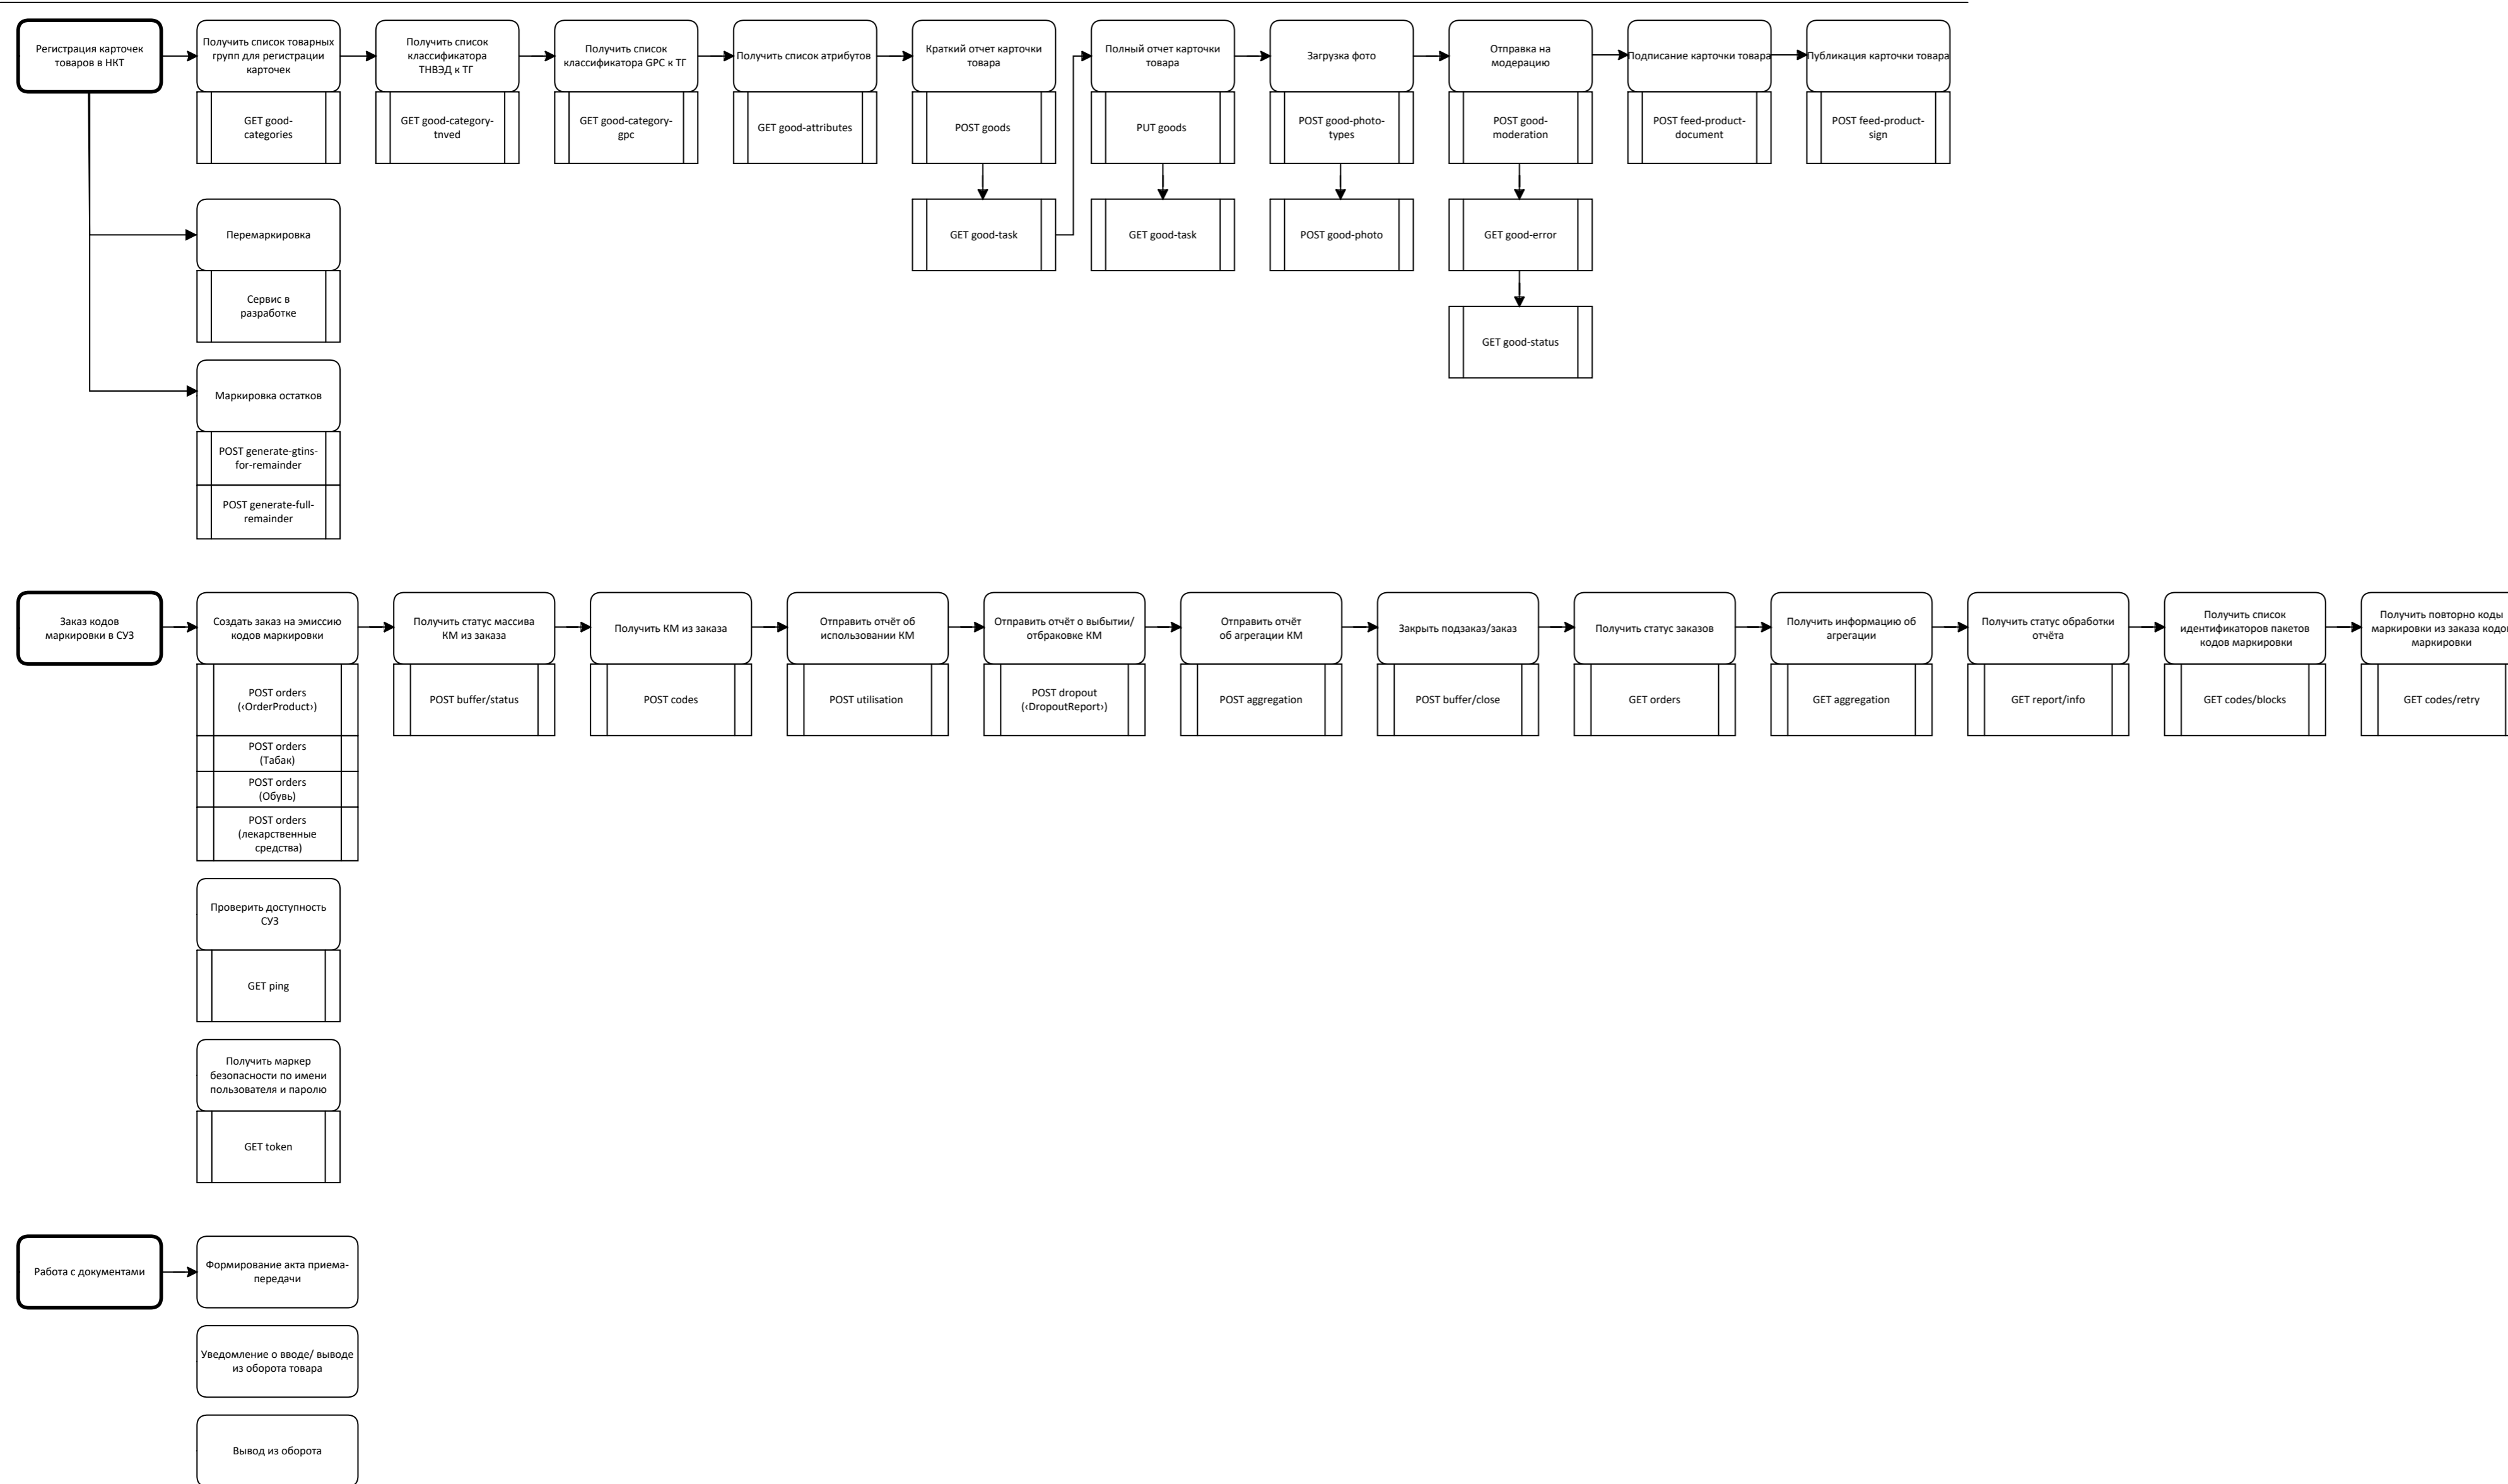 Регистрация карточек
товаров в НКТ
Получить список товарных
групп для регистрации
карточек
Получить список
классификатора
ТНВЭД к ТГ
Получить список
классификатора GPC к ТГ
Получить список атрибутов
Краткий отчет карточки
товара
Полный отчет карточки
товара
Загрузка фото
Отправка на
модерацию
Подписание карточки товара
Публикация карточки товара
GET good-
categories
GET good-category-
tnved
GET good-category-
gpc
GET good-attributes
POST goods
PUT goods
POST good-photo-
types
POST good-
moderation
POST feed-product-
document
POST feed-product-
sign
Перемаркировка
GET good-task
GET good-task
POST good-photo
GET good-error
Сервис в
разработке
GET good-status
Маркировка остатков
POST generate-gtins-
for-remainder
POST generate-full-
remainder
Заказ кодов
маркировки в СУЗ
Создать заказ на эмиссию
кодов маркировки
Получить статус массива
КМ из заказа
Получить КМ из заказа
Отправить отчёт об
использовании КМ
Отправить отчёт о выбытии/
отбраковке КМ
Отправить отчёт
об агрегации КМ
Закрыть подзаказ/заказ
Получить статус заказов
Получить информацию об
агрегации
Получить статус обработки
отчёта
Получить список
идентификаторов пакетов
кодов маркировки
Получить повторно коды
маркировки из заказа кодов
маркировки
POST orders
(‹OrderProduct›)
POST buffer/status
POST codes
POST utilisation
POST dropout
(‹DropoutReport›)
POST aggregation
POST buffer/close
GET orders
GET aggregation
GET report/info
GET codes/blocks
GET codes/retry
POST orders
(Табак)
POST orders
(Обувь)
POST orders
(лекарственные
средства)
Проверить доступность
СУЗ
GET ping
Получить маркер
безопасности по имени
пользователя и паролю
GET token
Работа с документами
Формирование акта приема-
передачи
Уведомление о вводе/ выводе
из оборота товара
Вывод из оборота